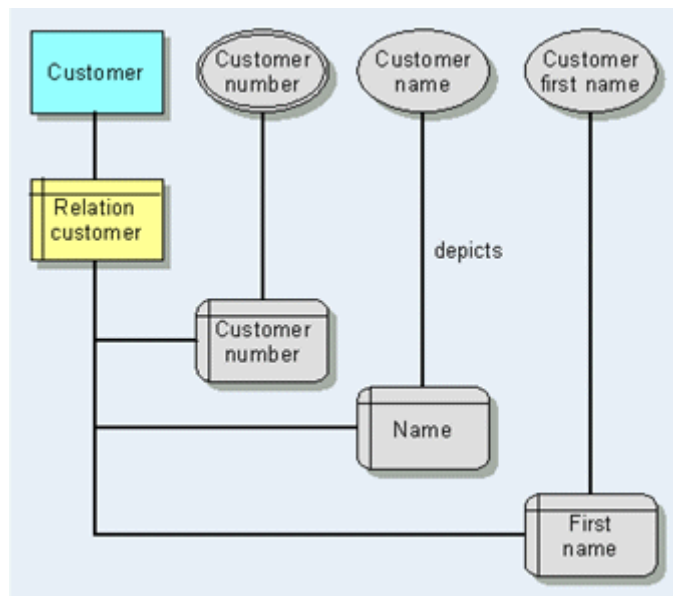 Customer
Customer
number
Customer
name
Customer
first name
Relation
customer
depicts
Customer
number
Name
First
name